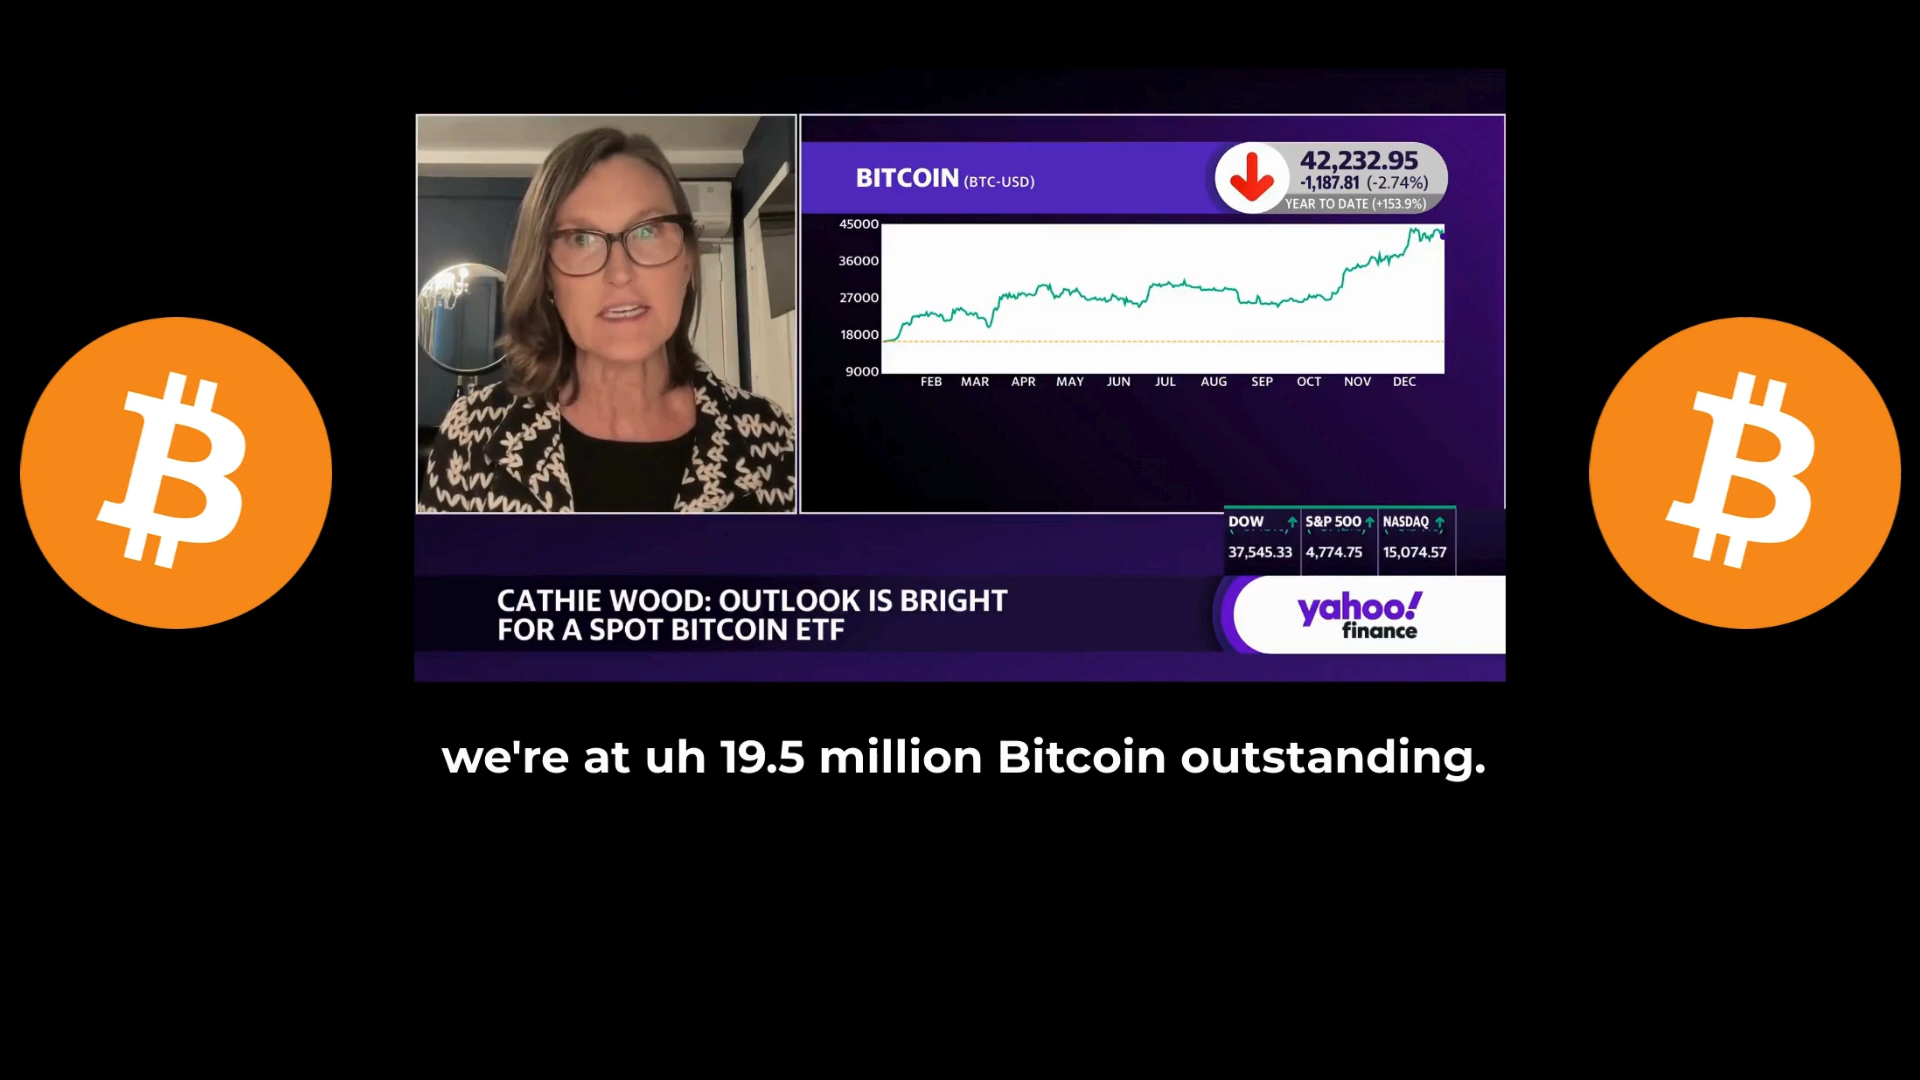 BITCOIN (BTC-USD)
42,232.95
-1,187.81 (-2.74%)
YEAR TO DATE (+153.9%)
45000
36000
27000
18000
9000
FEB MAR APR MAY JUN JUL AUG SEP OCT NOV DEC
DOW S&P 500 NASDAQ
37,545.33 4,774.75 15,074.57
CATHIE WOOD: OUTLOOK IS BRIGHT
FOR A SPOT BITCOIN ETF
yahoo!
finance
we're at uh 19.5 million Bitcoin outstanding.